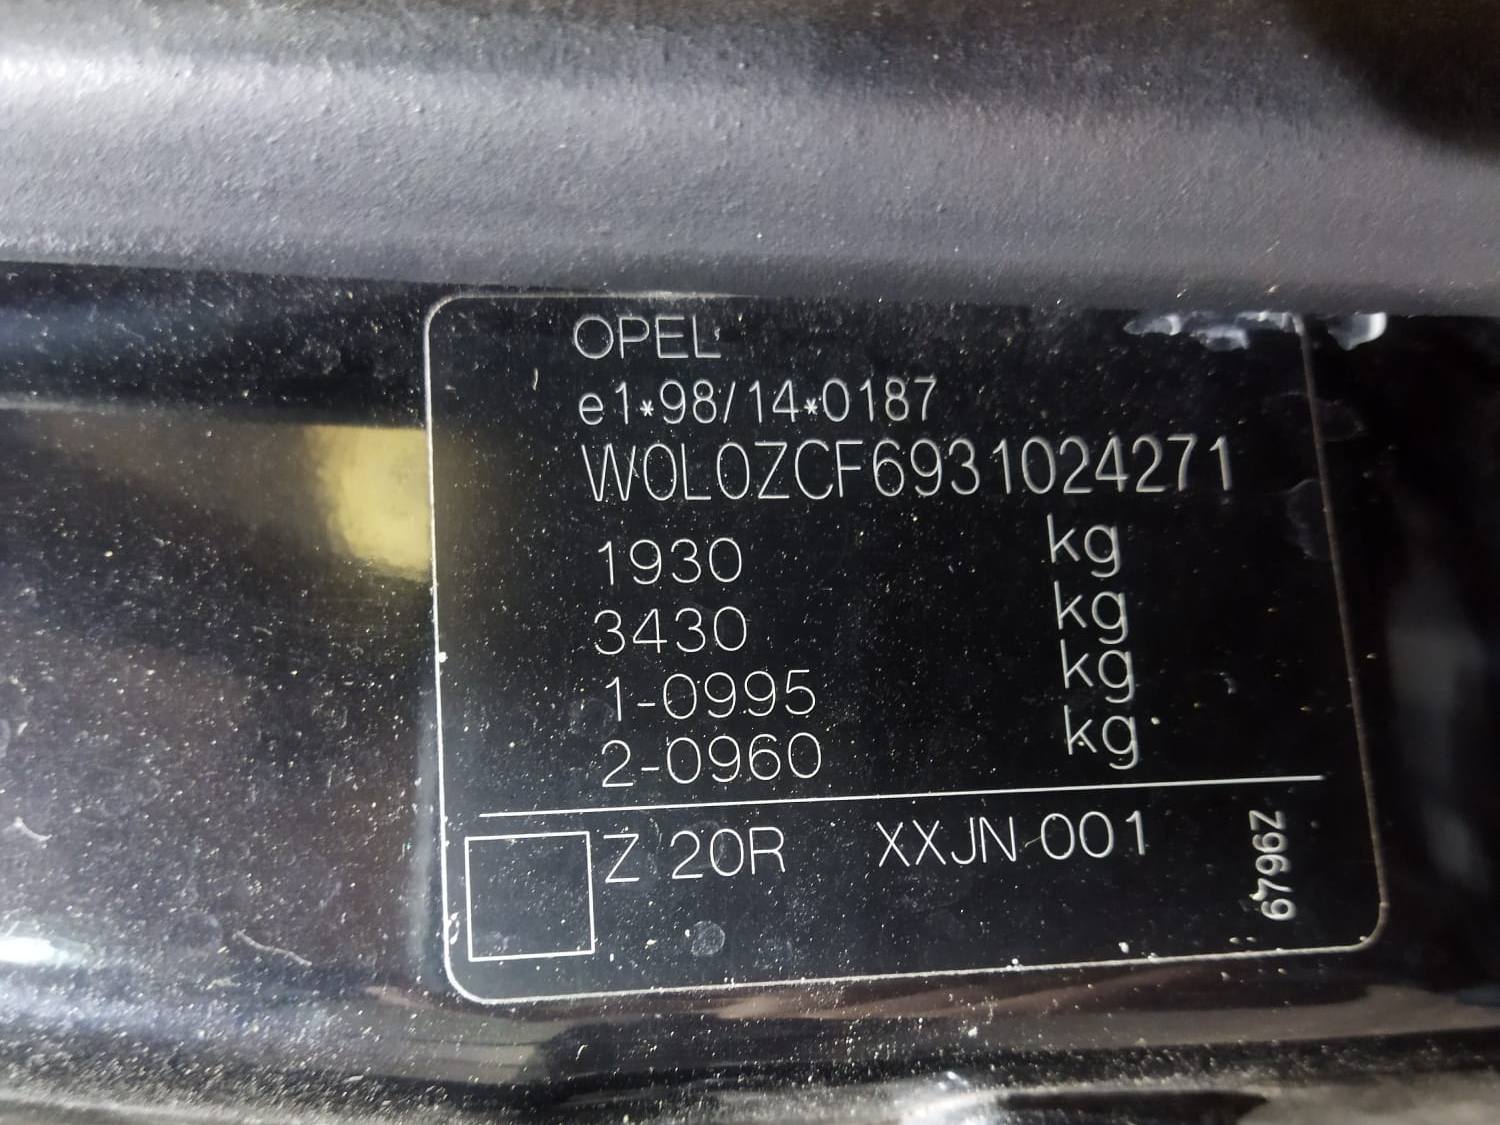 OPEL
e1*98/14*0187
W0L0ZCF6931024271
1930 kg
3430 kg
1-0995 kg
2-0960 kg
Z 20R XXJN 001
6796Z